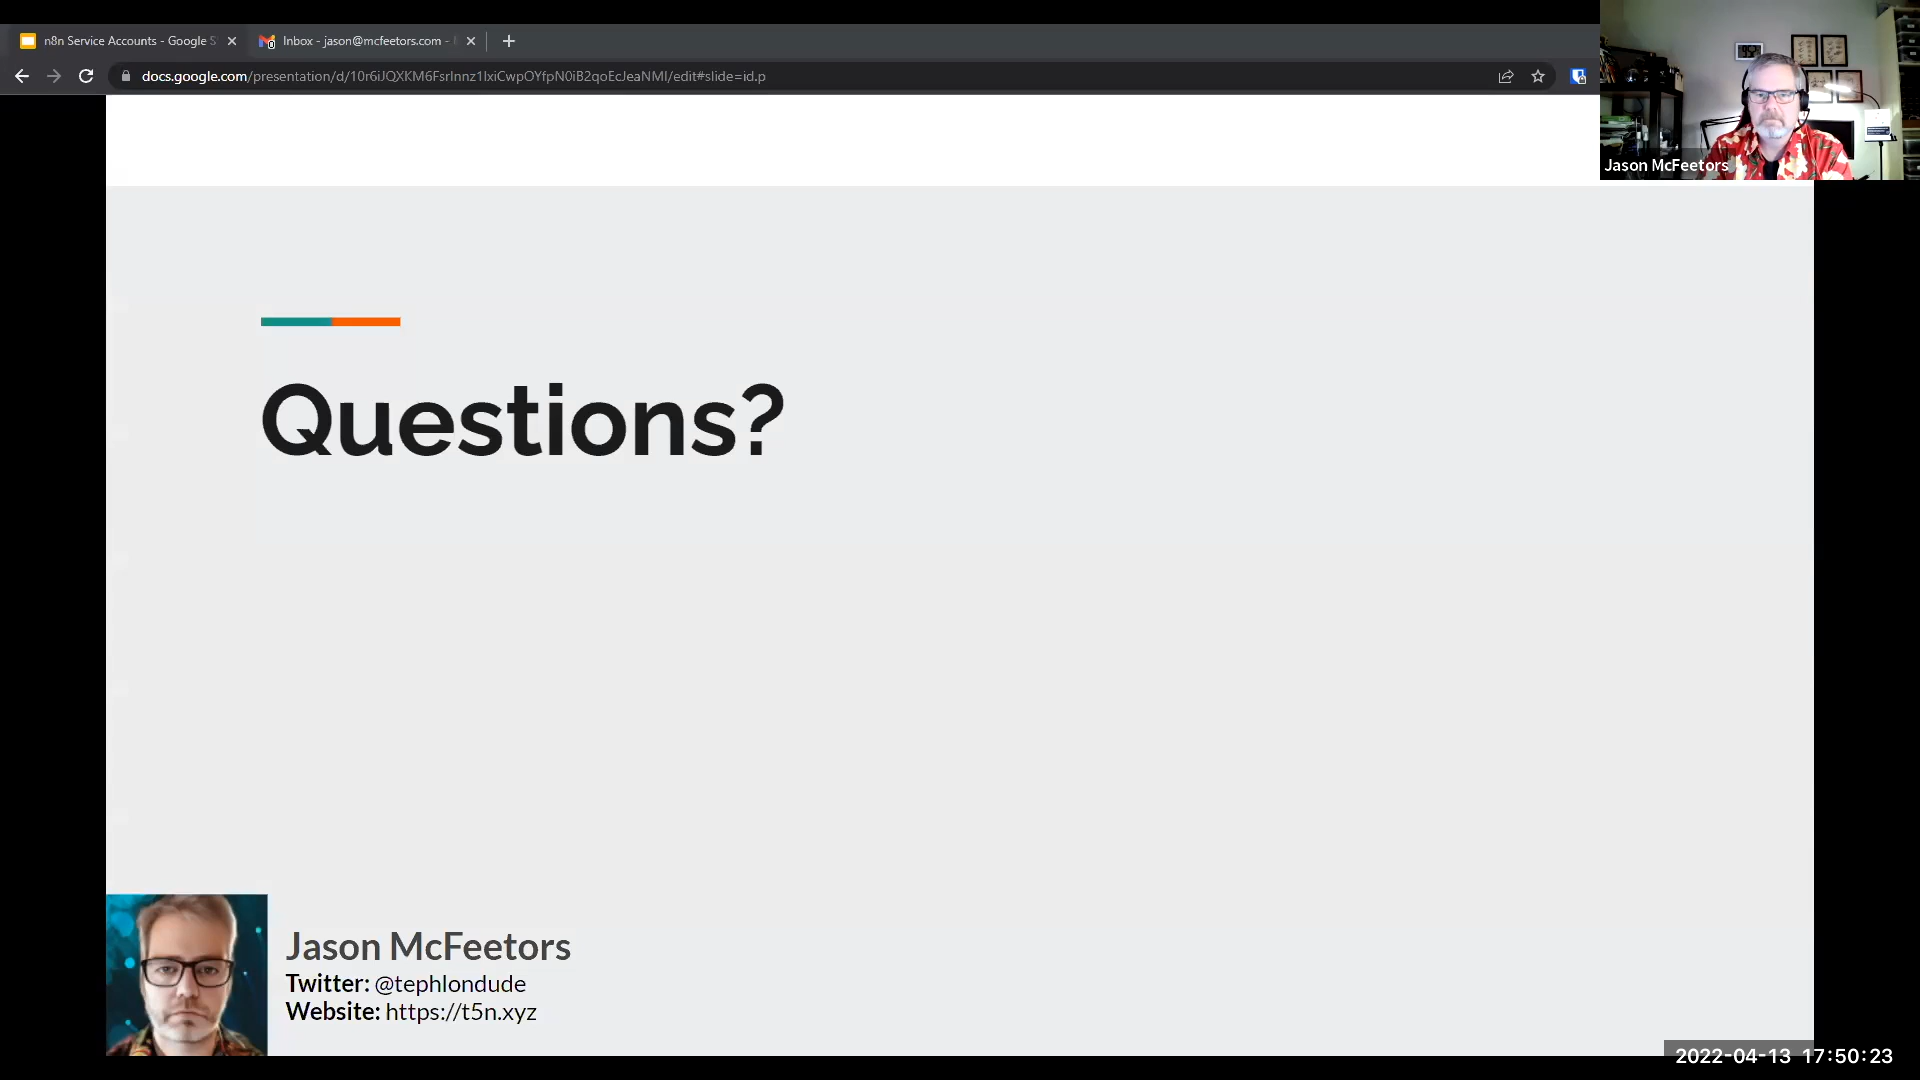 n8n Service Accounts - Google S
Inbox - jason@mcfeetors.com -
docs.google.com/presentation/d/10r6iJQXKM6FsrInnz1lxiCwpOYfpN0iB2qoEcJeaNMI/edit#slide=id.p
Jason McFeetors
Questions?
Jason McFeetors
Twitter: @tephlondude
Website: https://t5n.xyz
2022-04-13 17:50:23